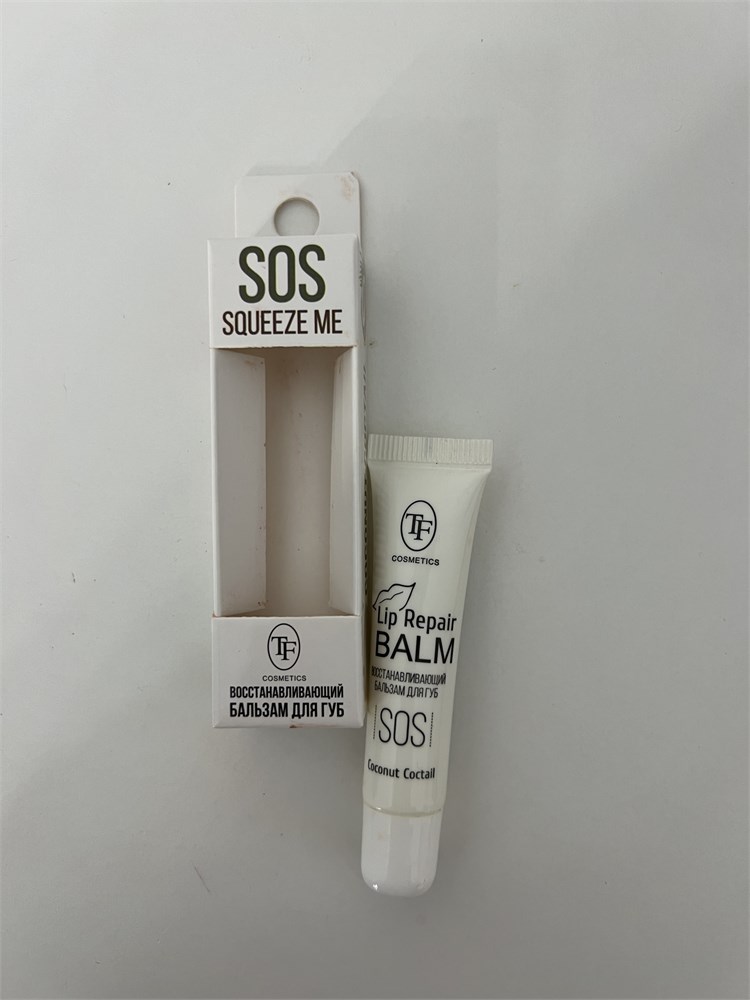 SOS
SQUEEZE ME
TF
COSMETICS
ВОССТАНАВЛИВАЮЩИЙ
БАЛЬЗАМ ДЛЯ ГУБ
TF
COSMETICS
Lip Repair
BALM
ВОССТАНАВЛИВАЮЩИЙ
БАЛЬЗАМ ДЛЯ ГУБ
SOS
Coconut Coctail